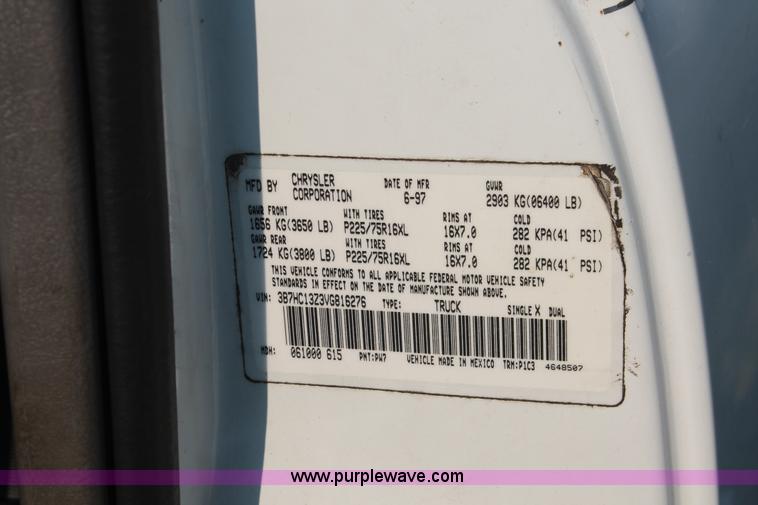 MFD BY CHRYSLER CORPORATION DATE OF MFR 6-97 GVWR 2903 KG(06400 LB)
GAWR FRONT WITH TIRES RIMS AT COLD
1656 KG(3650 LB) P225/75R16XL 16X7.0 282 KPA(41 PSI)
GAWR REAR WITH TIRES RIMS AT COLD
1724 KG(3800 LB) P225/75R16XL 16X7.0 282 KPA(41 PSI)
THIS VEHICLE CONFORMS TO ALL APPLICABLE FEDERAL MOTOR VEHICLE SAFETY
STANDARDS IN EFFECT ON THE DATE OF MANUFACTURE SHOWN ABOVE.
VIN: 3B7HC13Z3VG816276 TYPE: TRUCK SINGLE X DUAL
MDH: 061000 615 PNT:PW7 VEHICLE MADE IN MEXICO TRM:P1C3 4648507
www.purplewave.com